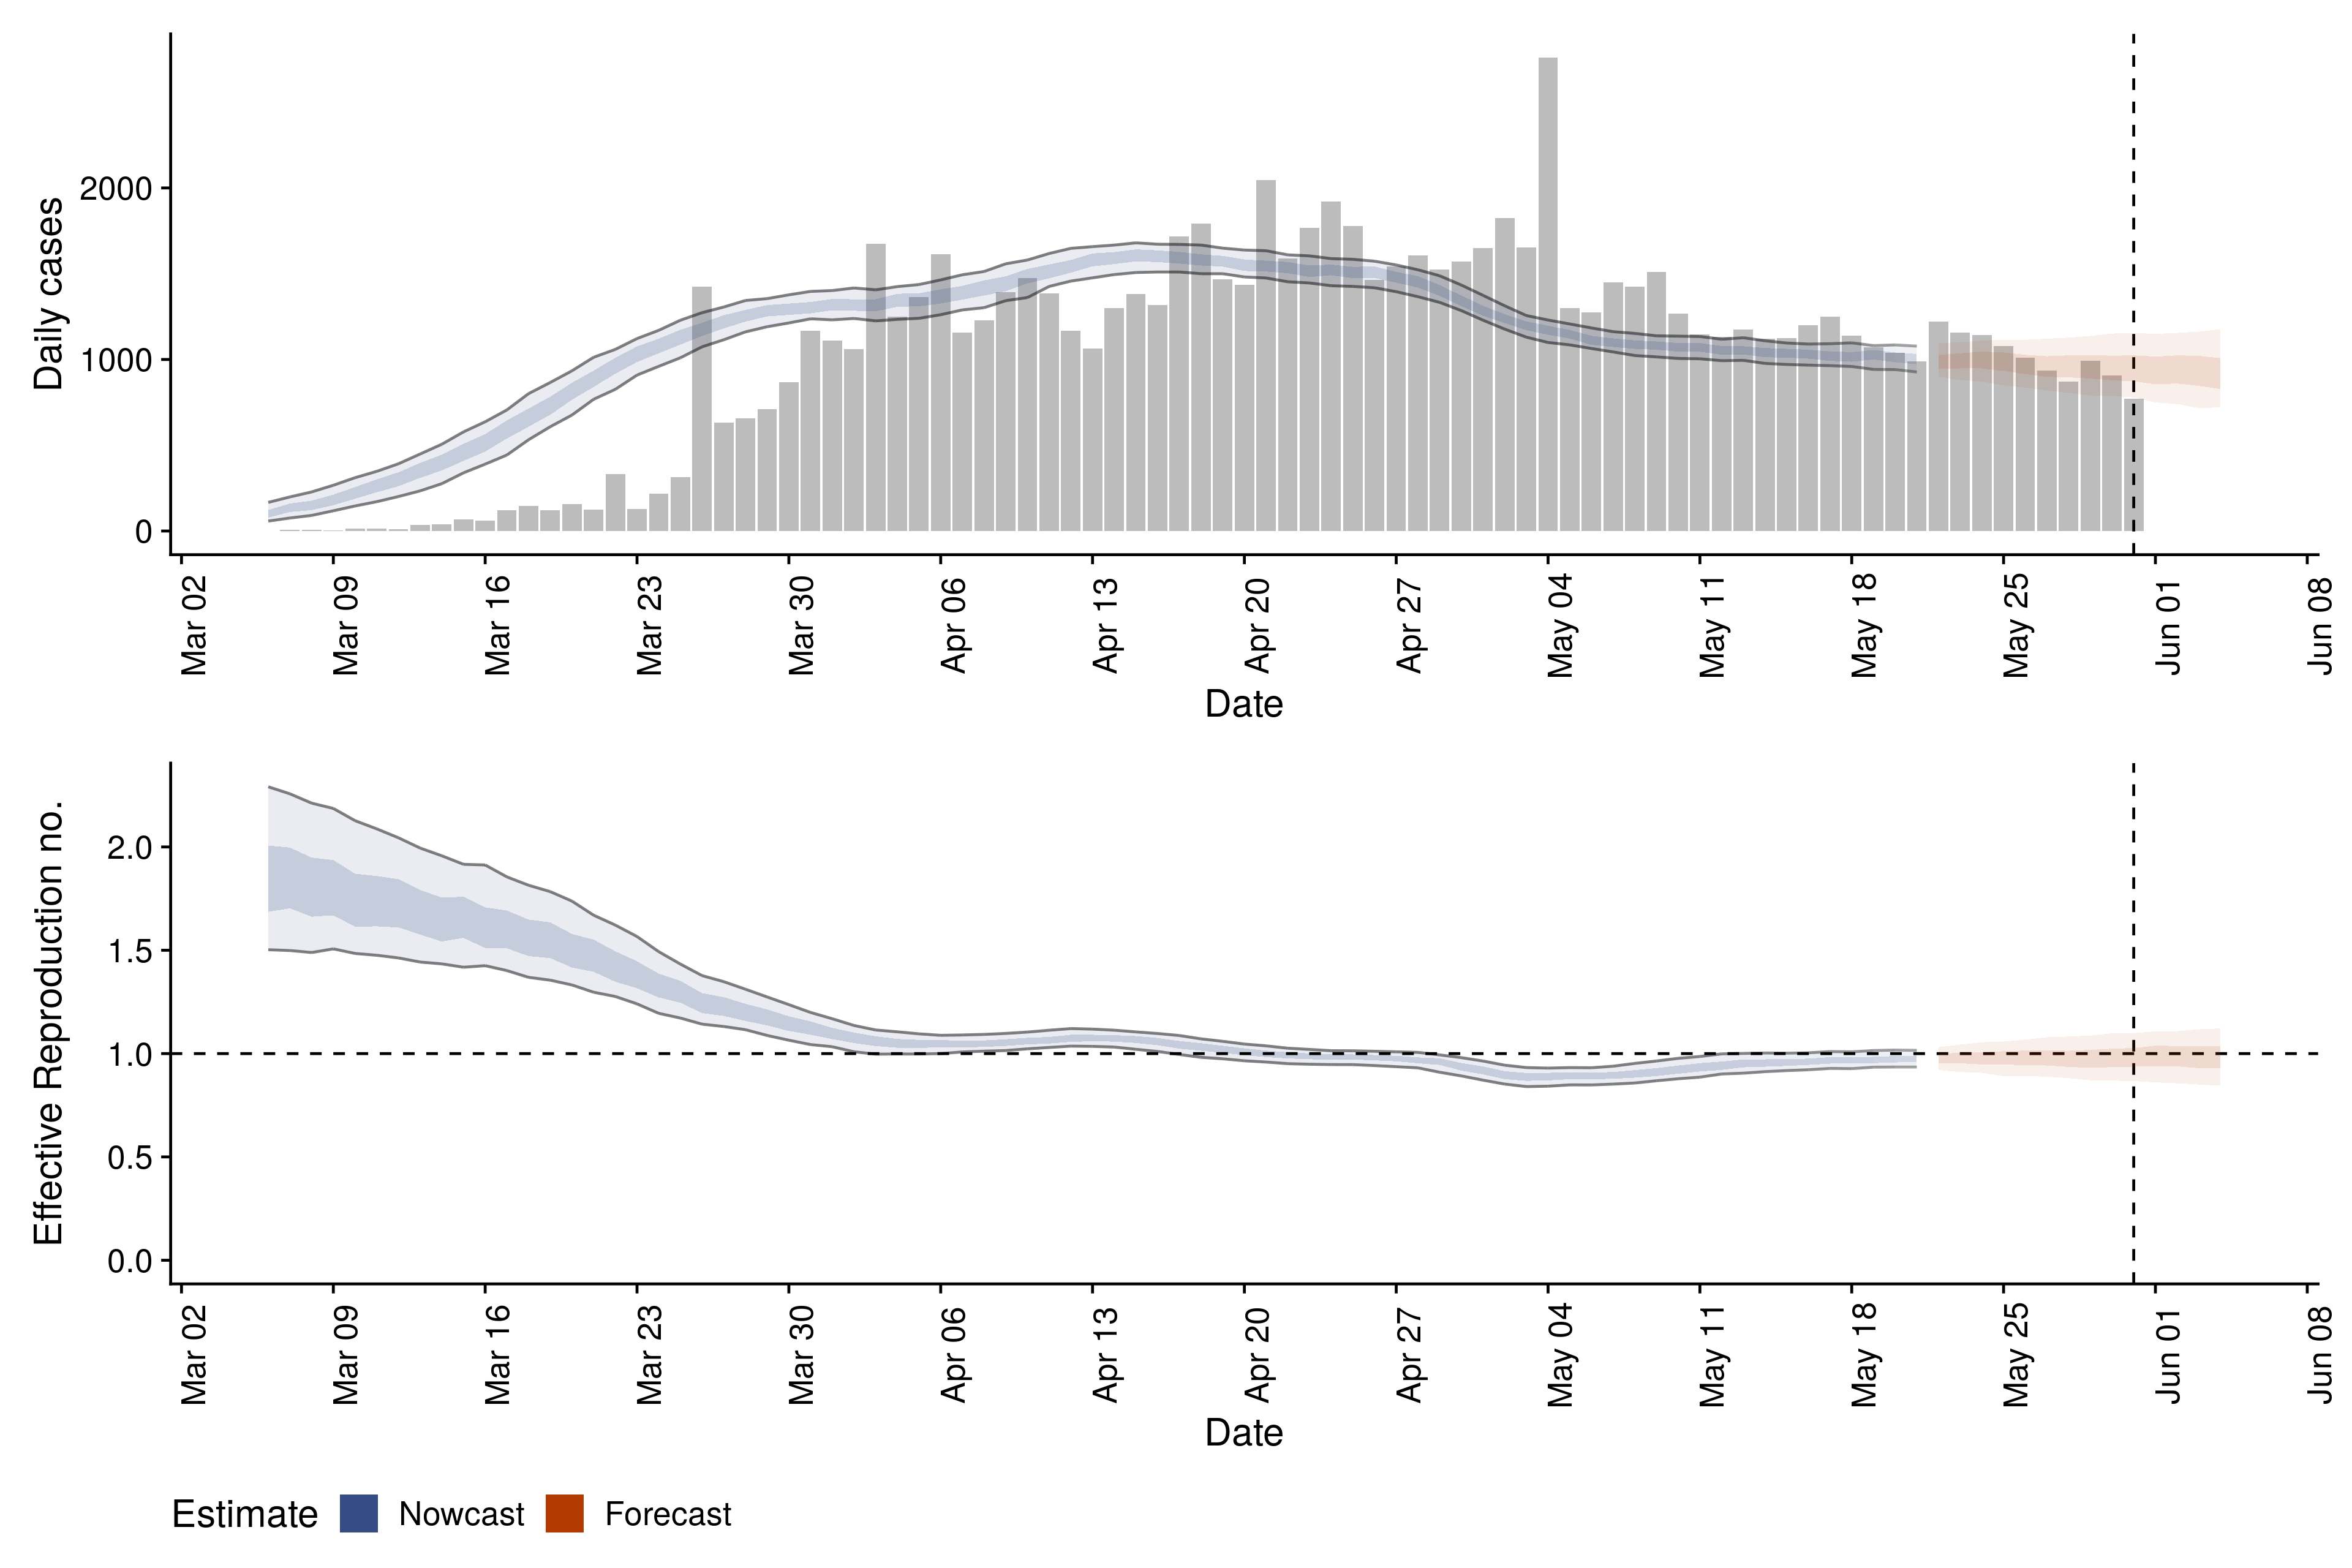 Daily cases
2000
1000
0
Mar 02
Mar 09
Mar 16
Mar 23
Mar 30
Apr 06
Apr 13
Apr 20
Apr 27
May 04
May 11
May 18
May 25
Jun 01
Jun 08
Date
Effective Reproduction no.
2.0
1.5
1.0
0.5
0.0
Mar 02
Mar 09
Mar 16
Mar 23
Mar 30
Apr 06
Apr 13
Apr 20
Apr 27
May 04
May 11
May 18
May 25
Jun 01
Jun 08
Date
Estimate Nowcast Forecast